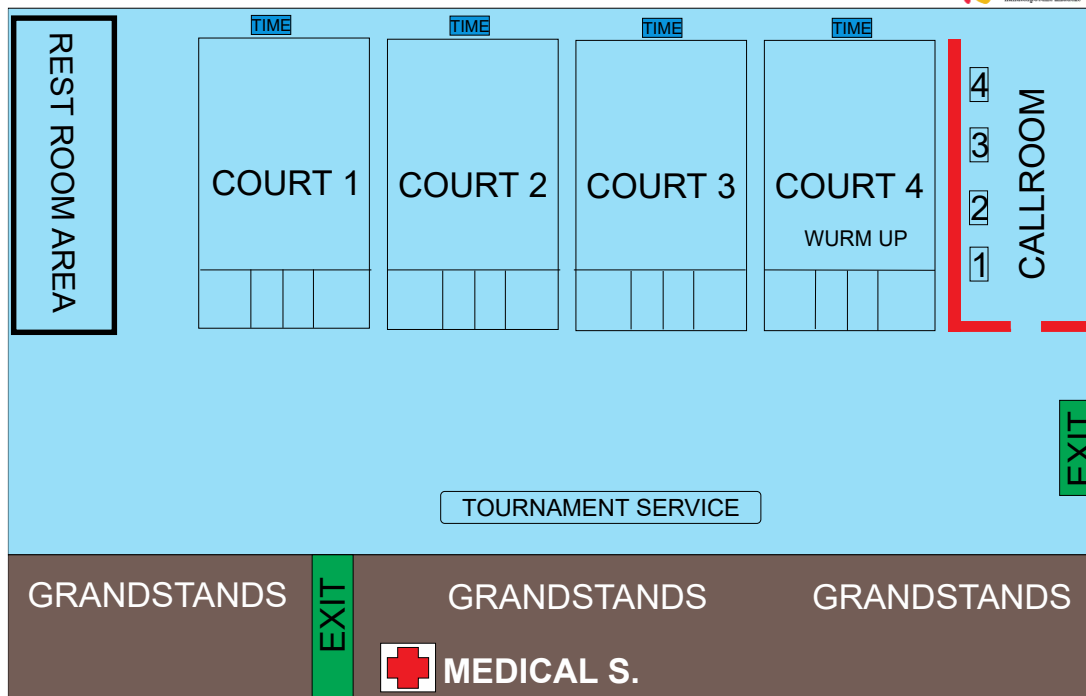 TIME
TIME
TIME
TIME
REST ROOM AREA
COURT 1
COURT 2
COURT 3
COURT 4
WURM UP
4
3
2
1
CALLROOM
EXIT
TOURNAMENT SERVICE
GRANDSTANDS
EXIT
GRANDSTANDS
GRANDSTANDS
MEDICAL S.